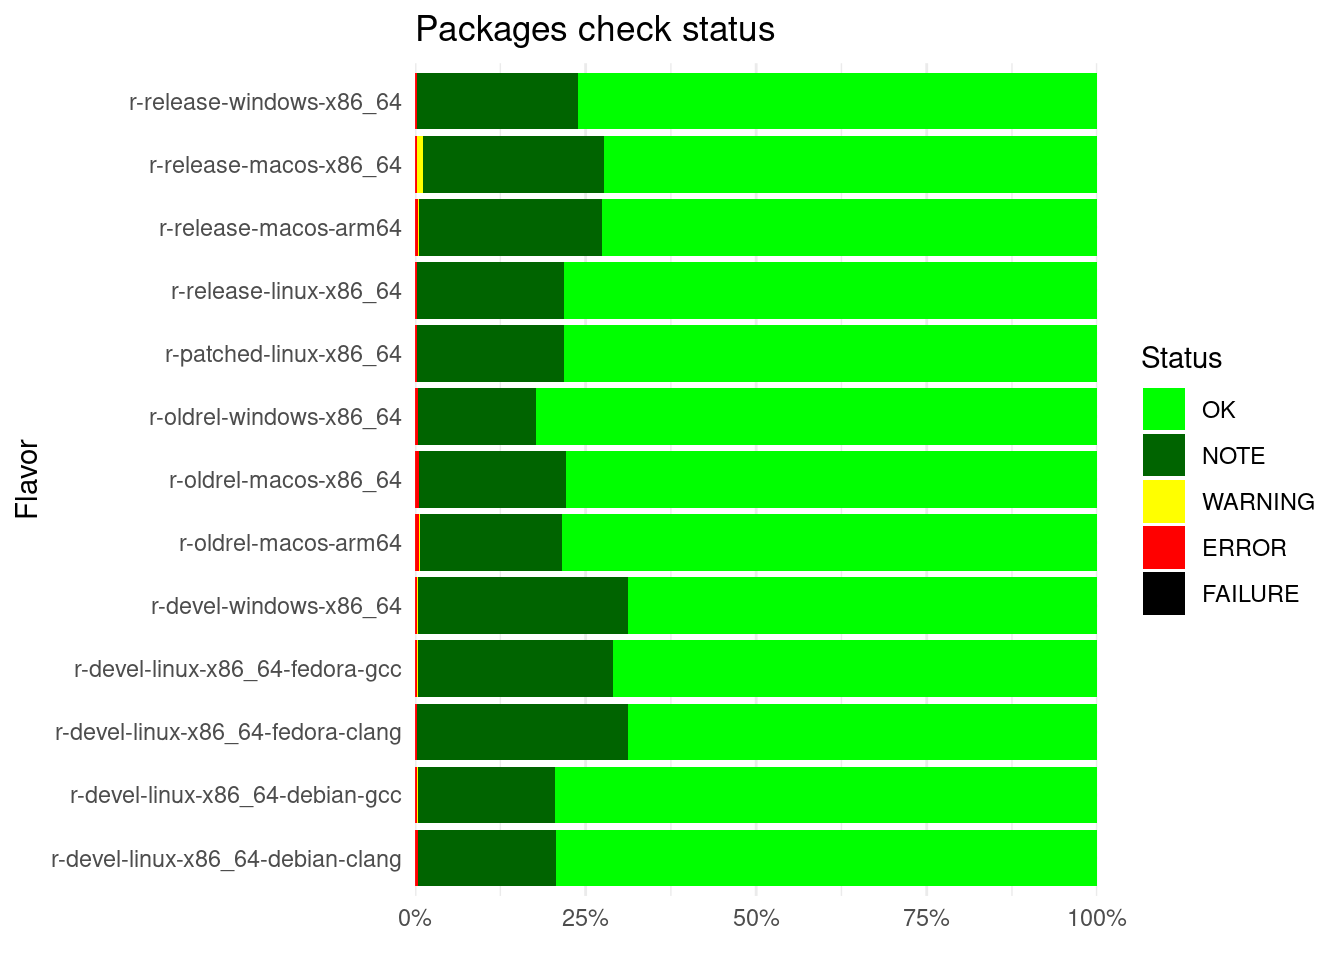 Packages check status
r-release-windows-x86_64
r-release-macos-x86_64
r-release-macos-arm64
r-release-linux-x86_64
r-patched-linux-x86_64
r-oldrel-windows-x86_64
r-oldrel-macos-x86_64
r-oldrel-macos-arm64
r-devel-windows-x86_64
r-devel-linux-x86_64-fedora-gcc
r-devel-linux-x86_64-fedora-clang
r-devel-linux-x86_64-debian-gcc
r-devel-linux-x86_64-debian-clang
Flavor
0% 25% 50% 75% 100%
Status
OK
NOTE
WARNING
ERROR
FAILURE